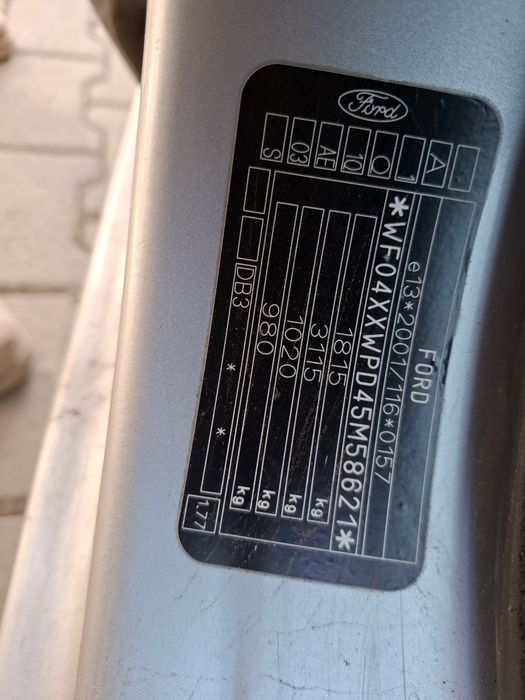 Ford
FORD
e13*2001/116*0157
*WF04XXWPD45M58621*
1815 kg
3115 kg
1020 kg
980 kg
DB3 * *
A 1 O 10 AE 03 S
1.77